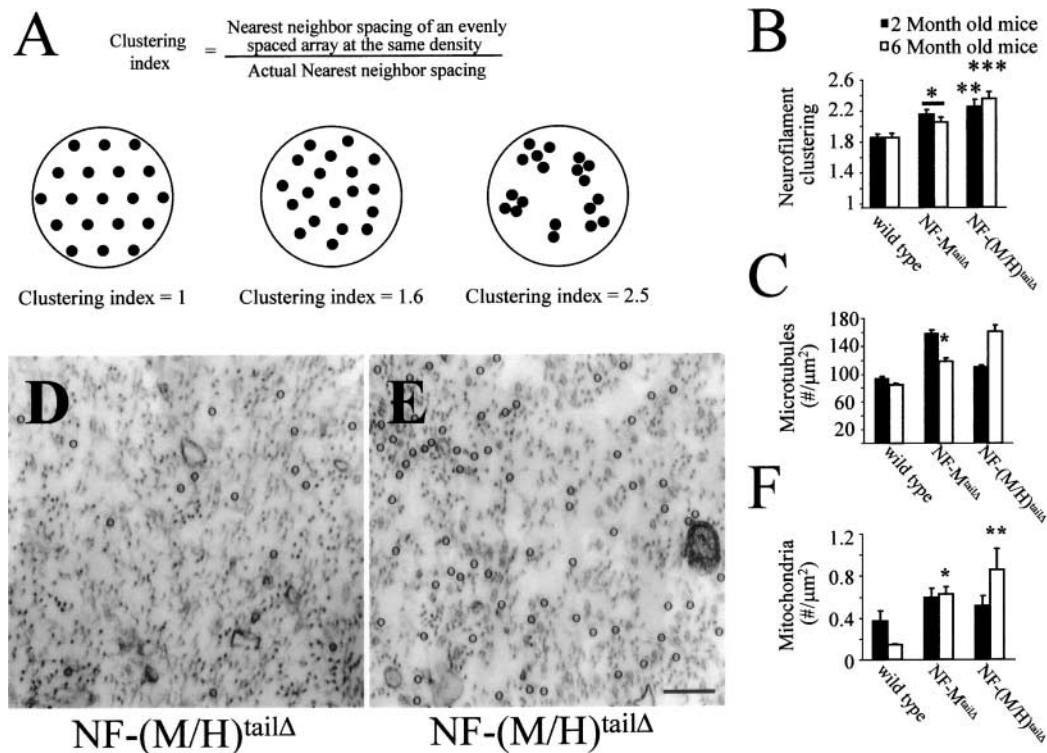 A
Clustering index = Nearest neighbor spacing of an evenly spaced array at the same density
Actual Nearest neighbor spacing
Clustering index = 1
Clustering index = 1.6
Clustering index = 2.5
B
2 Month old mice
6 Month old mice
***
**
*
Neurofilament clustering
2.6
2.2
1.8
1.4
1
wild type
NF-MtailΔ
NF-(M/H)tailΔ
C
Microtubules (#/μm²)
180
140
100
60
20
*
wild type
NF-MtailΔ
NF-(M/H)tailΔ
D
NF-(M/H)tailΔ
E
NF-(M/H)tailΔ
F
Mitochondria (#/μm²)
1.2
0.8
0.4
0
*
**
wild type
NF-MtailΔ
NF-(M/H)tailΔ